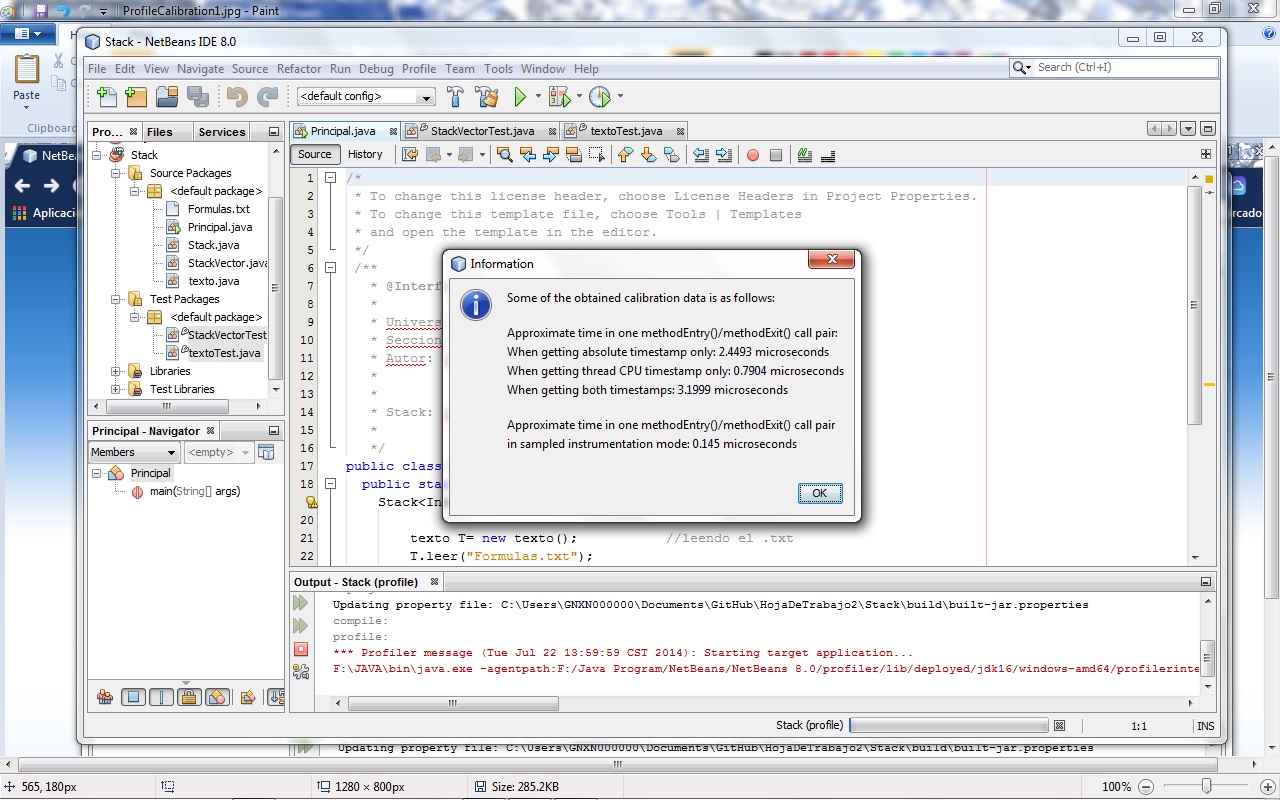 ProfileCalibration1.jpg - Paint
Paste
Clipboard
Stack - NetBeans IDE 8.0
File Edit View Navigate Source Refactor Run Debug Profile Team Tools Window Help
Search (Ctrl+I)
<default config>
Pro... Files Services
Principal.java StackVectorTest.java textoTest.java
Source History
NetBe
Aplicaci
rcado
Stack
Source Packages
<default package>
Formulas.txt
Principal.java
Stack.java
StackVector.java
texto.java
Test Packages
<default package>
StackVectorTest
textoTest.java
Libraries
Test Libraries
Principal - Navigator
Members <empty>
Principal
main(String[] args)
1 /*
2 * To change this license header, choose License Headers in Project Properties.
3 * To change this template file, choose Tools | Templates
4 * and open the template in the editor.
5 */
6 /**
7 * @Interf
8 *
9 * Univers
10 * Seccion
11 * Autor:
12 *
13 *
14 * Stack:
15 *
16 */
17 public class
18 public sta
Stack<In
20
21 texto T= new texto(); //leendo el .txt
22 T.leer("Formulas.txt");
Information
Some of the obtained calibration data is as follows:
Approximate time in one methodEntry()/methodExit() call pair:
When getting absolute timestamp only: 2.4493 microseconds
When getting thread CPU timestamp only: 0.7904 microseconds
When getting both timestamps: 3.1999 microseconds
Approximate time in one methodEntry()/methodExit() call pair
in sampled instrumentation mode: 0.145 microseconds
OK
Output - Stack (profile)
Updating property file: C:\Users\GNXN000000\Documents\GitHub\HojaDeTrabajo2\Stack\build\built-jar.properties
compile:
profile:
*** Profiler message (Tue Jul 22 13:59:59 CST 2014): Starting target application...
F:\JAVA\bin\java.exe -agentpath:F:/Java Program/NetBeans/NetBeans 8.0/profiler/lib/deployed/jdk16/windows-amd64/profilerinte
Stack (profile)
1:1 INS
Updating property file: C:\Users\GNXN000000\Documents\GitHub\HojaDeTrabajo2\Stack\build\built-jar.properties
565, 180px
1280 × 800px
Size: 285.2KB
100%